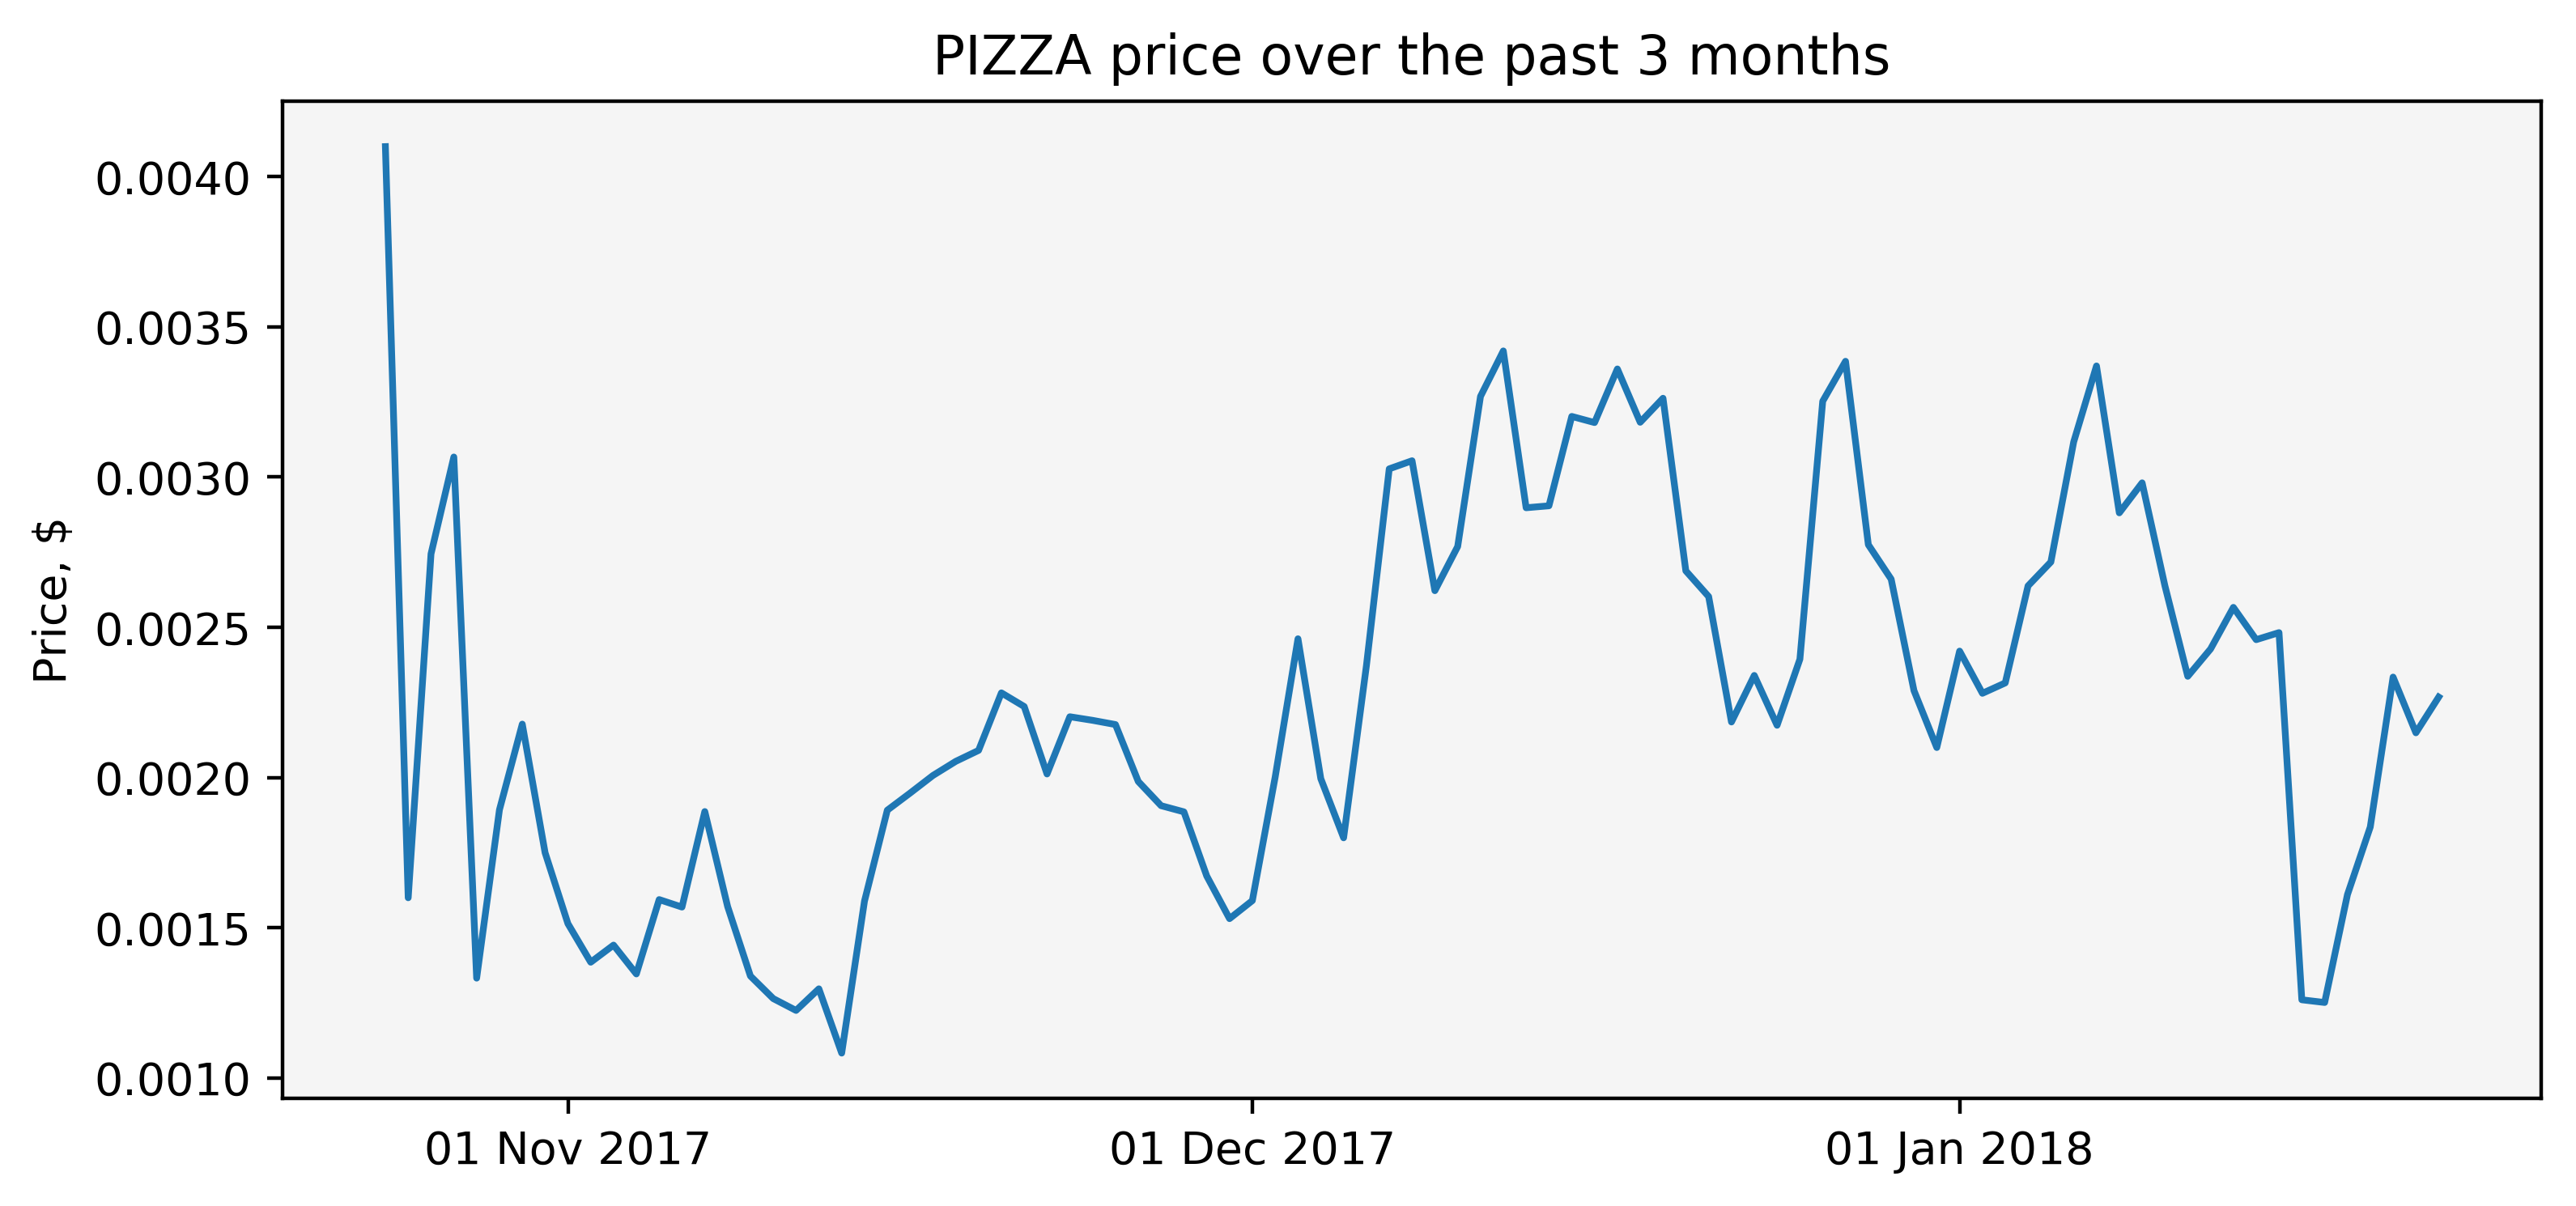 PIZZA price over the past 3 months
Price, $
0.0040
0.0035
0.0030
0.0025
0.0020
0.0015
0.0010
01 Nov 2017
01 Dec 2017
01 Jan 2018